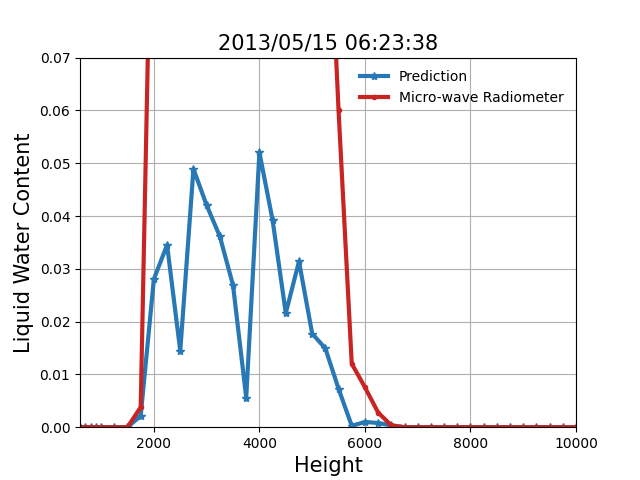 2013/05/15 06:23:38
0.07
0.06
0.05
0.04
0.03
0.02
0.01
0.00
Liquid Water Content
Prediction
Micro-wave Radiometer
2000 4000 6000 8000 10000
Height